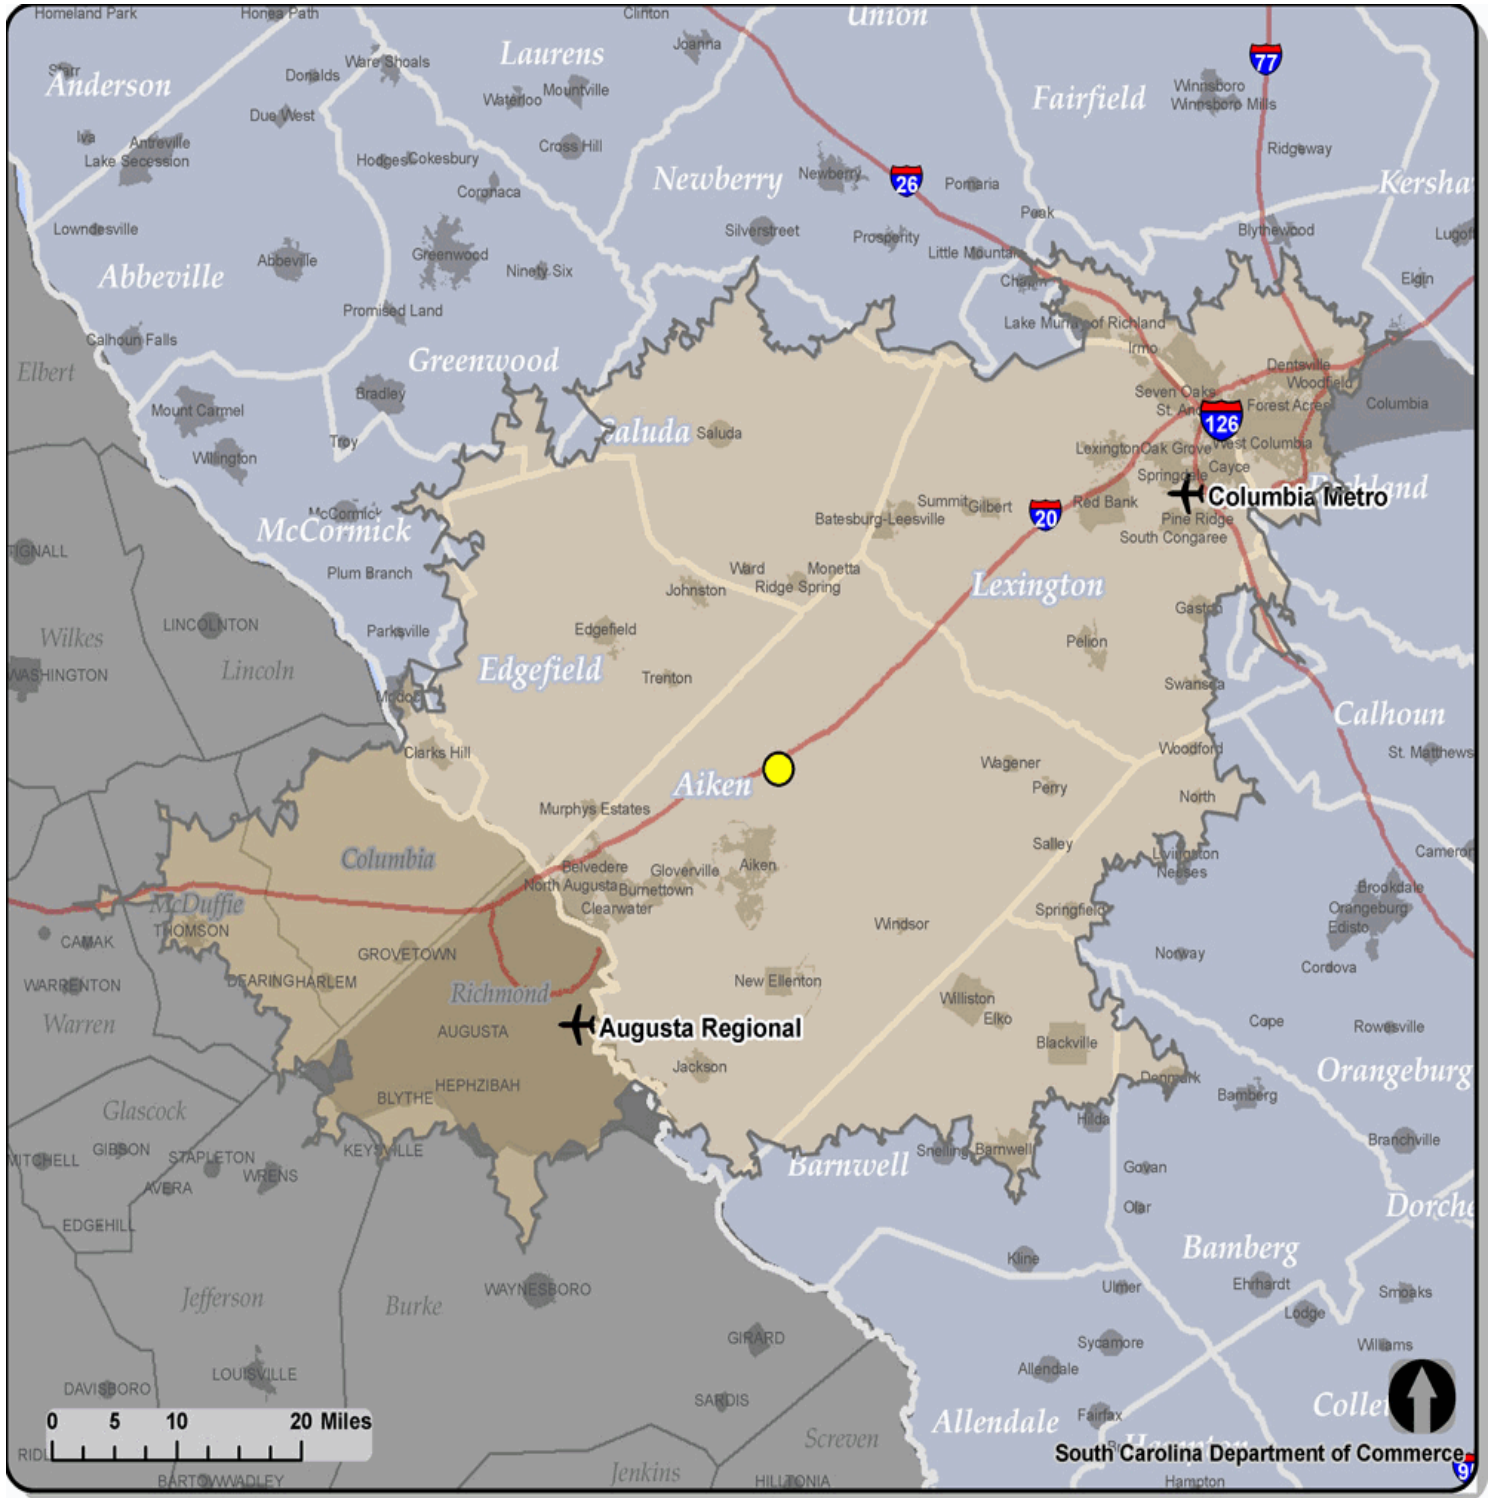 Homeland Park
Honea Path
Clinton
Union
Joanna
77
Laurens
Ware Shoals
Starr
Donalds
Anderson
Mountville
Waterloo
Winnsboro
Winnsboro Mills
Fairfield
Due West
Iva
Antreville
Lake Secession
Cross Hill
Ridgeway
Hodges
Cokesbury
Newberry
Newberry
26
Pomaria
Coronaca
Peak
Lowndesville
Silverstreet
Prosperity
Blythewood
Abbeville
Greenwood
Little Mountain
Abbeville
Ninety Six
Chapin
Elgin
Promised Land
Lake Murray of Richland
Calhoun Falls
Irmo
Elbert
Greenwood
Dentsville
Woodfield
Bradley
Seven Oaks
Mount Carmel
St. And
Forest Acres
Columbia
126
Troy
Saluda
Saluda
Willington
Lexington
Oak Grove
West Columbia
Springdale
Cayce
Columbia Metro
Richland
McCormick
McCormick
Summit
Gilbert
Red Bank
20
Batesburg-Leesville
Pine Ridge
South Congaree
TIGNALL
Plum Branch
Ward
Monetta
Ridge Spring
Johnston
Lexington
Gaston
LINCOLNTON
Wilkes
Parksville
Edgefield
Pelion
Lincoln
WASHINGTON
Edgefield
Trenton
Swansea
Modoc
Calhoun
Clarks Hill
Woodford
St. Matthews
Aiken
Wagener
Perry
North
Murphys Estates
Salley
Cameron
Columbia
Belvedere
Gloverville
Aiken
Livingston
Neeses
North Augusta
Burnettown
Brookdale
McDuffie
Clearwater
Springfield
Orangeburg
THOMSON
Windsor
Edisto
CAMAK
GROVETOWN
Norway
Cordova
DEARING
HARLEM
WARRENTON
Richmond
New Ellenton
Williston
Elko
Warren
AUGUSTA
Augusta Regional
Cope
Rowesville
Blackville
Jackson
Orangeburg
HEPHZIBAH
Denmark
BLYTHE
Bamberg
Glascock
Hilda
GIBSON
STAPLETON
KEYSVILLE
Snelling
Barnwell
Branchville
MITCHELL
WRENS
Barnwell
Govan
AVERA
Olar
EDGEHILL
Bamberg
Kline
WAYNESBORO
Ulmer
Ehrhardt
Smoaks
Jefferson
Burke
Lodge
GIRARD
Sycamore
Williams
LOUISVILLE
Allendale
DAVISBORO
SARDIS
0 5 10 20 Miles
Allendale
Fairfax
Screven
South Carolina Department of Commerce
Hampton
Jenkins
BARTOW
WADLEY
HILLTONIA
Hampton